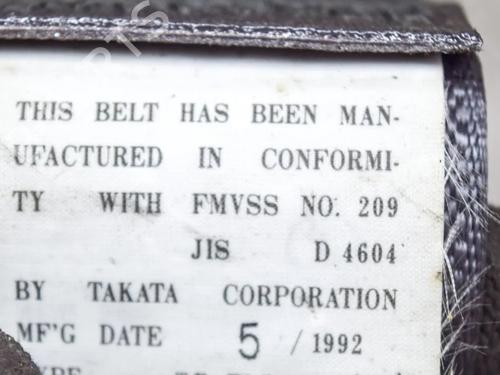 THIS BELT HAS BEEN MAN-
UFACTURED IN CONFORMI-
TY WITH FMVSS NO. 209
JIS D 4604
BY TAKATA CORPORATION
MF'G DATE 5 / 1992